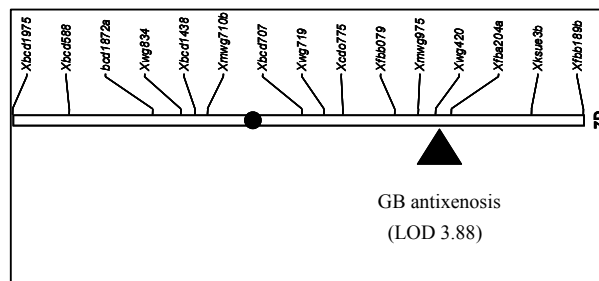 Xbcd1975
Xbcd588
bcd1872a
Xwg834
Xbcd1438
Xmwg710b
Xbcd707
Xwg719
Xcdo775
Xfbb079
Xmwg975
Xwg420
Xfba204a
Xksue3b
Xfbb189b
GB antixenosis
(LOD 3.88)